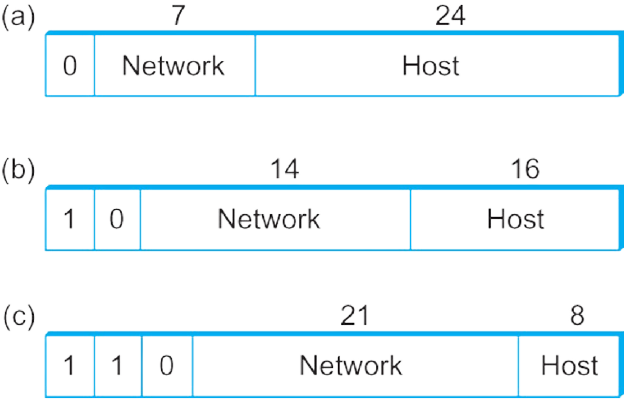 (a) 7 24
0 Network Host
(b) 14 16
1 0 Network Host
(c) 21 8
1 1 0 Network Host